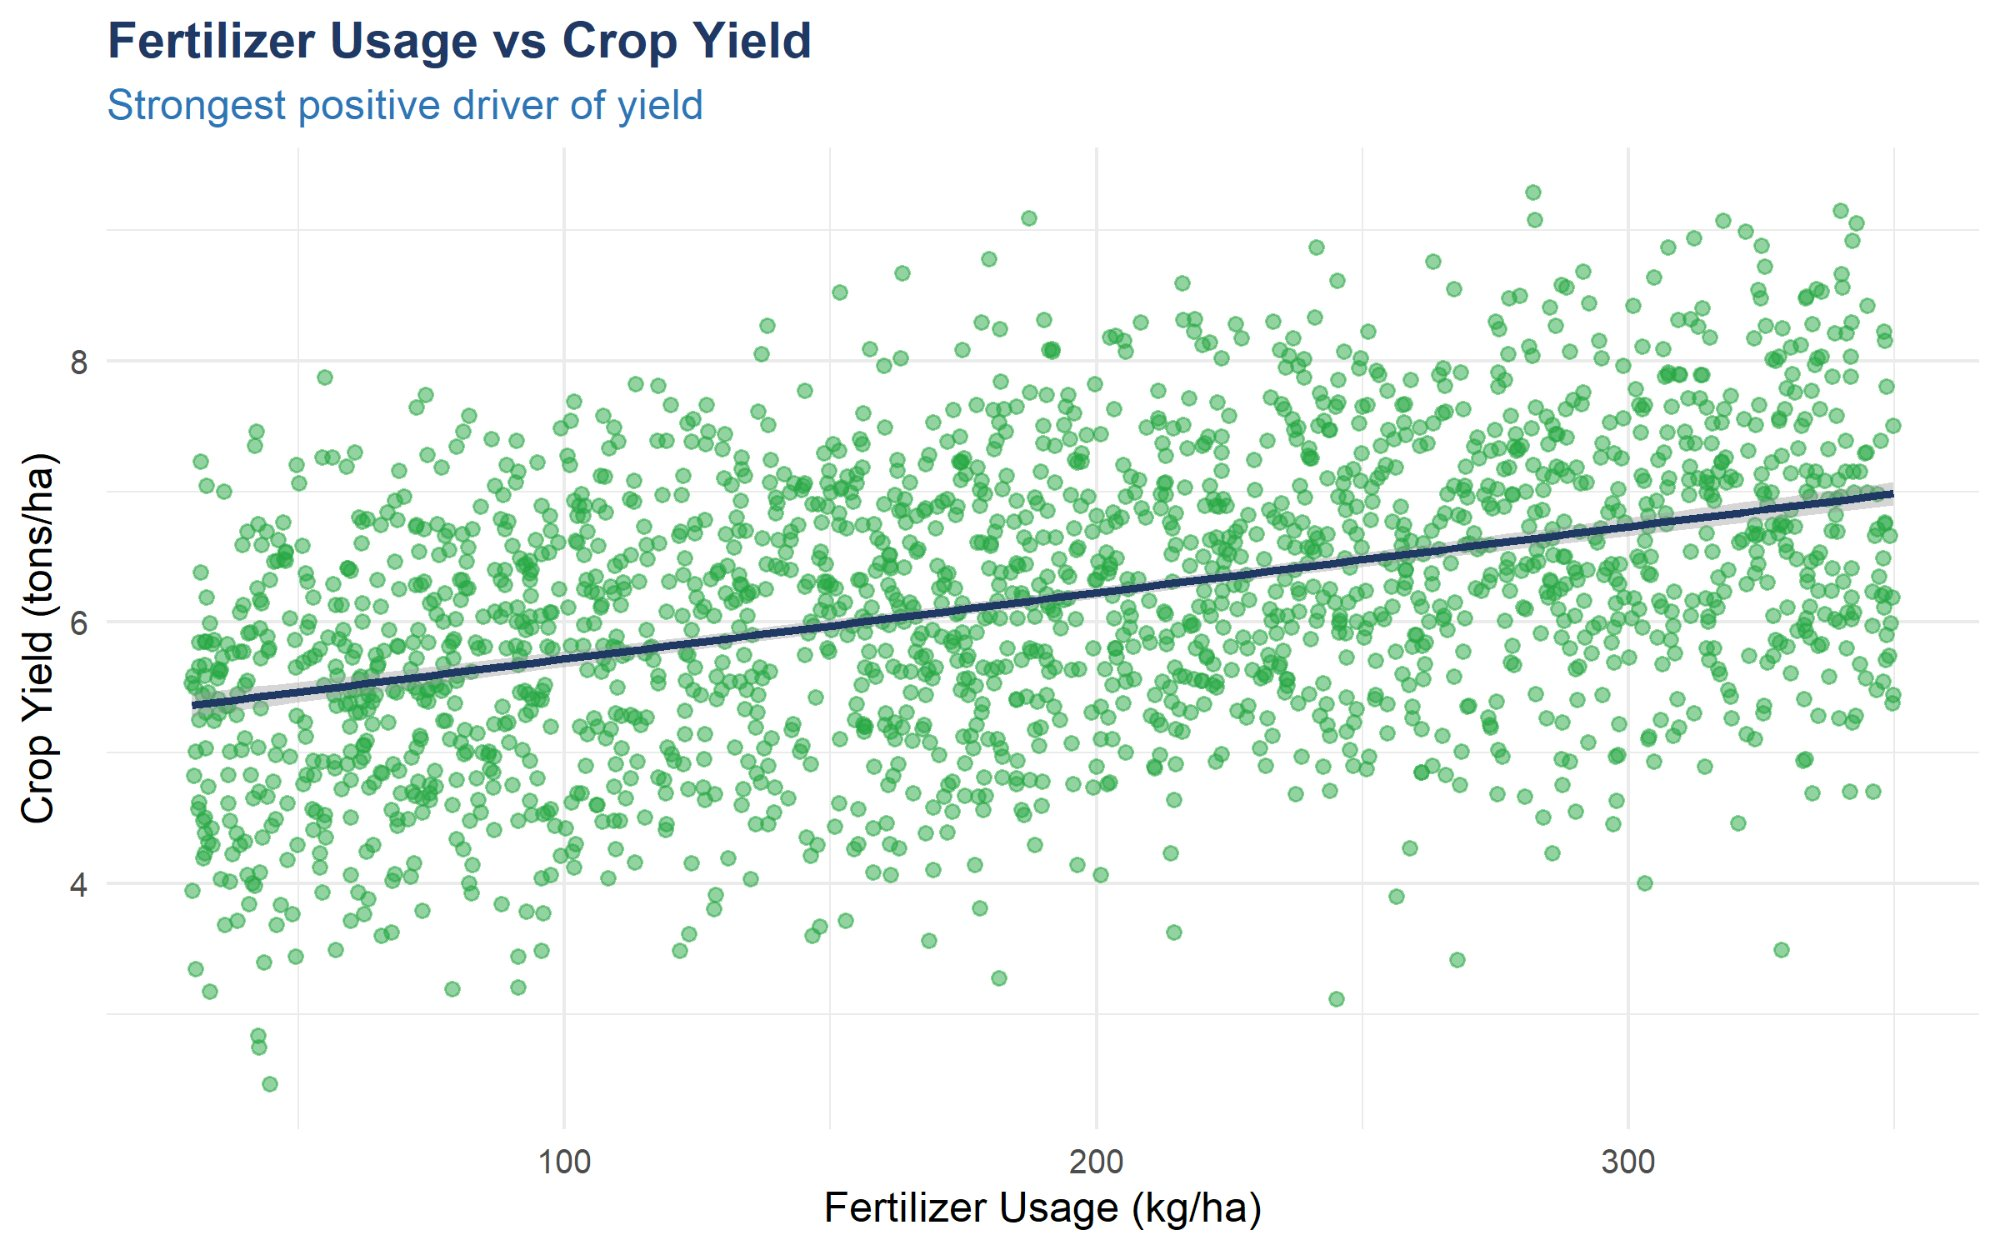 Fertilizer Usage vs Crop Yield
Strongest positive driver of yield
Crop Yield (tons/ha)
8
6
4
100
200
300
Fertilizer Usage (kg/ha)